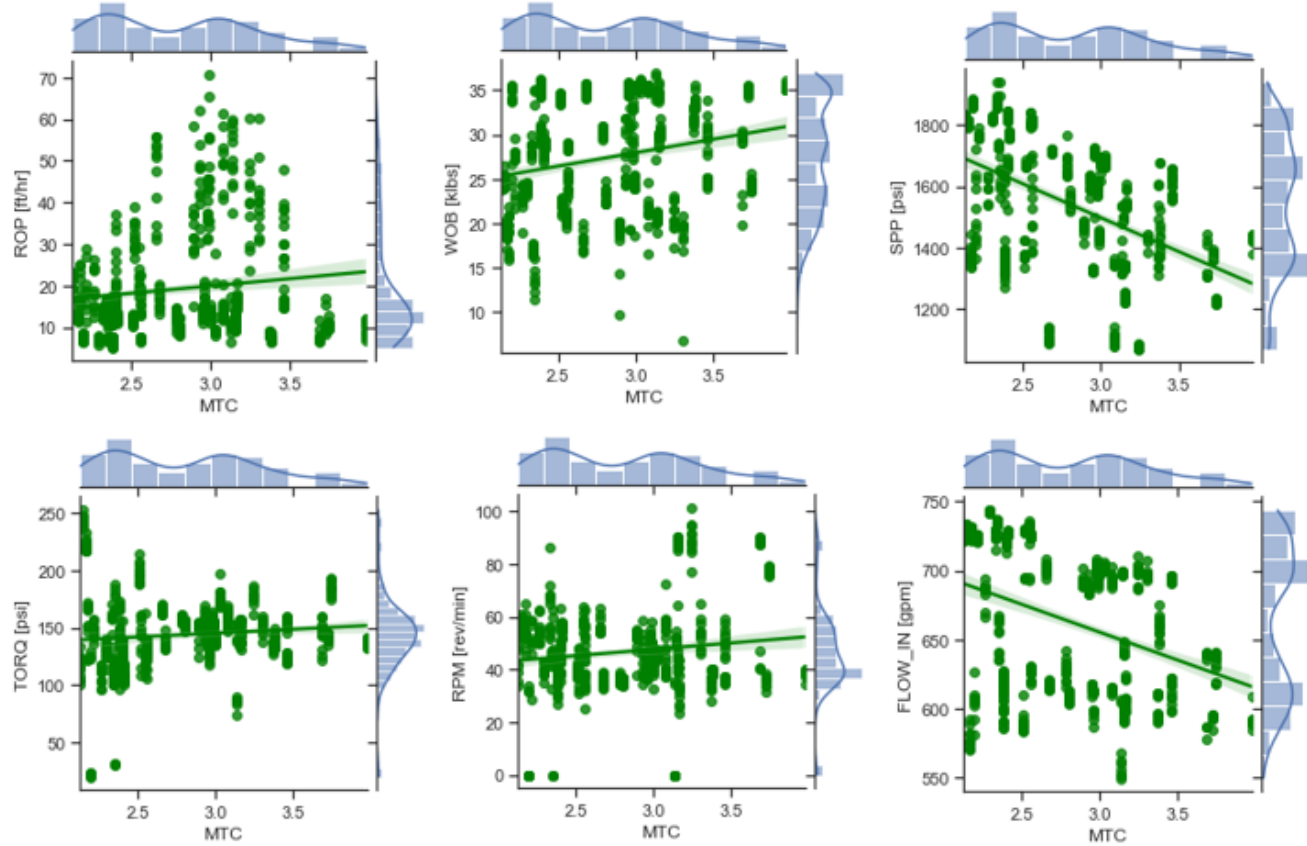 70
60
50
40
30
20
10
ROP [ft/hr]
2.5 3.0 3.5
MTC
35
30
25
20
15
10
WOB [klbs]
2.5 3.0 3.5
MTC
1800
1600
1400
1200
SPP [psi]
2.5 3.0 3.5
MTC
250
200
150
100
50
TORQ [psi]
2.5 3.0 3.5
MTC
100
80
60
40
20
0
RPM [rev/min]
2.5 3.0 3.5
MTC
750
700
650
600
550
FLOW_IN [gpm]
2.5 3.0 3.5
MTC